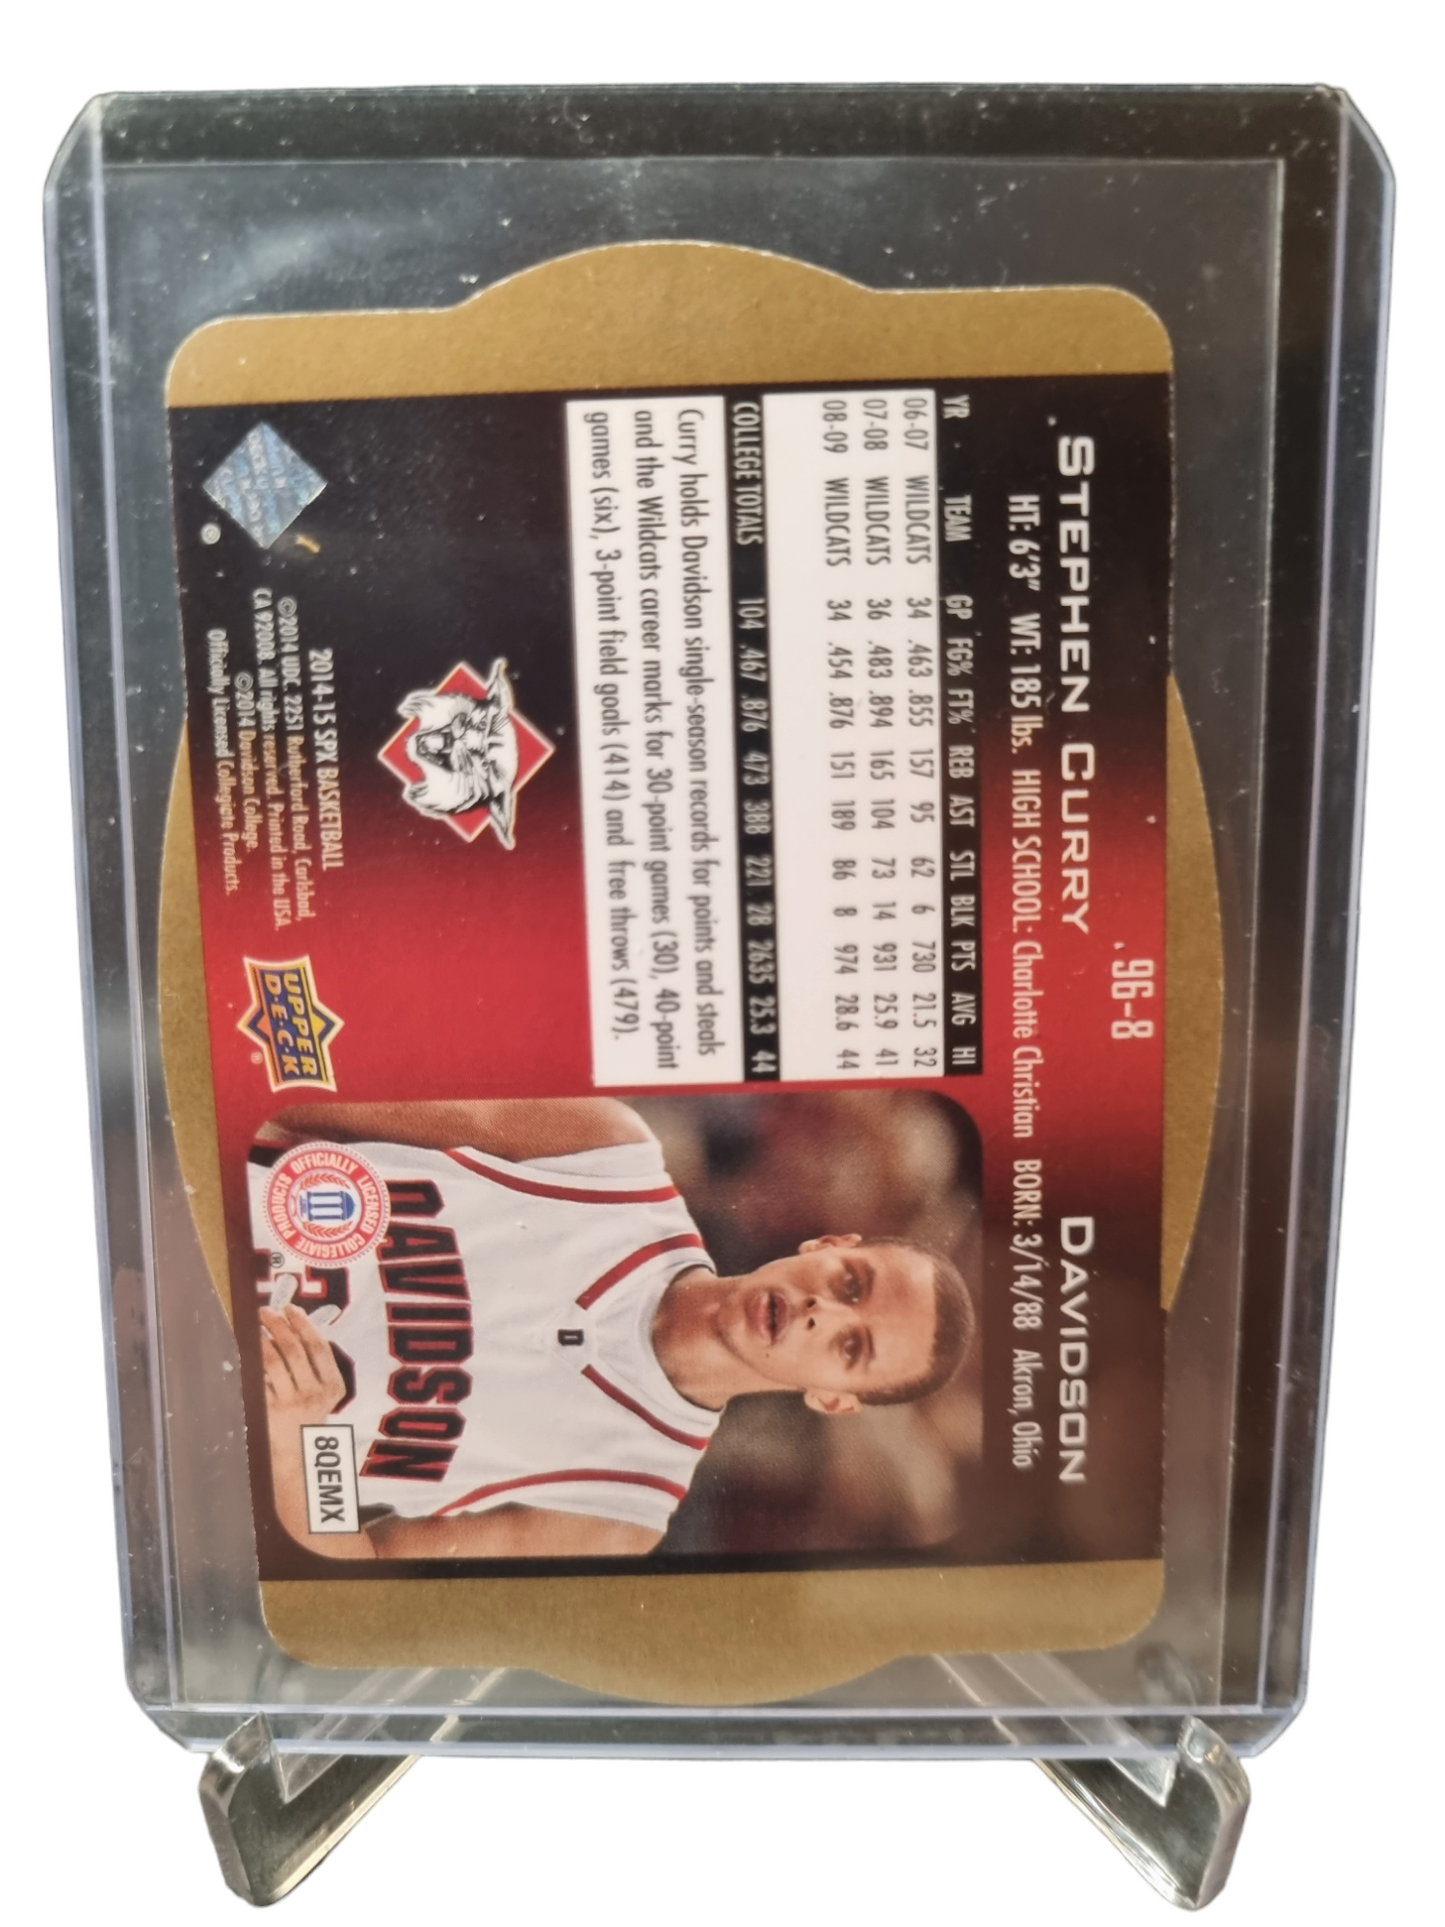 96-8
STEPHEN CURRY DAVIDSON
HT: 6'3" WT: 185 lbs. HIGH SCHOOL: Charlotte Christian BORN: 3/14/88 Akron, Ohio
YR. TEAM GP FG% FT% REB AST STL BLK PTS AVG HI
06-07 WILDCATS 34 .463 .855 157 95 62 6 730 21.5 32
07-08 WILDCATS 36 .483 .894 165 104 73 14 931 25.9 41
08-09 WILDCATS 34 .454 .876 151 189 86 8 974 28.6 44
COLLEGE TOTALS 104 .467 .876 473 388 221 28 2635 25.3 44
Curry holds Davidson single-season records for points and steals
and the Wildcats career marks for 30-point games (30), 40-point
games (six), 3-point field goals (414) and free throws (479).
2014-15 SPX BASKETBALL
©2014 UDC. 2251 Rutherford Road, Carlsbad,
CA 92008. All rights reserved. Printed in the USA.
©2014 Davidson College.
Officially Licensed Collegiate Products.
®
UPPER
D·E·C·K
®
D
DAVIDSON
OFFICIALLY LICENSED COLLEGIATE PRODUCTS
®
8QEMX